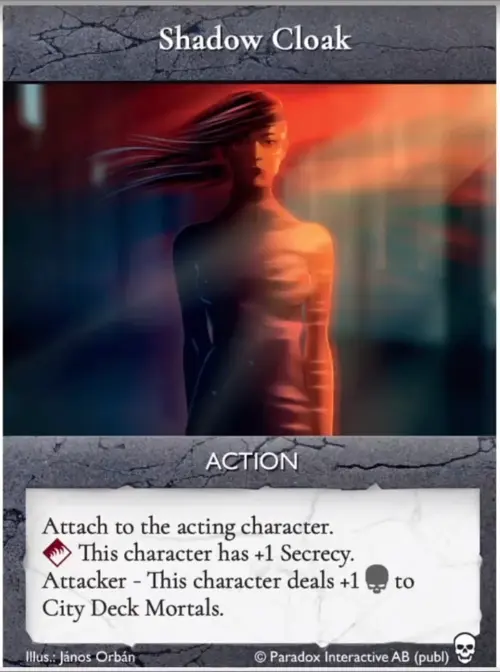 Shadow Cloak
ACTION
Attach to the acting character.
This character has +1 Secrecy.
Attacker - This character deals +1 to
City Deck Mortals.
Illus.: János Orbán
© Paradox Interactive AB (publ)